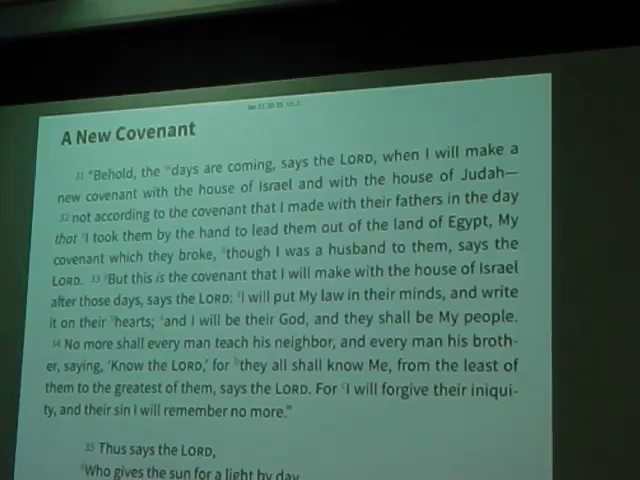 A New Covenant
31 "Behold, the days are coming, says the LORD, when I will make a
new covenant with the house of Israel and with the house of Judah—
32 not according to the covenant that I made with their fathers in the day
that I took them by the hand to lead them out of the land of Egypt, My
covenant which they broke, though I was a husband to them, says the
LORD. 33 But this is the covenant that I will make with the house of Israel
after those days, says the LORD: I will put My law in their minds, and write
it on their hearts; and I will be their God, and they shall be My people.
34 No more shall every man teach his neighbor, and every man his broth-
er, saying, 'Know the LORD,' for they all shall know Me, from the least of
them to the greatest of them, says the LORD. For I will forgive their iniqui-
ty, and their sin I will remember no more."
35 Thus says the LORD,
Who gives the sun for a light by day